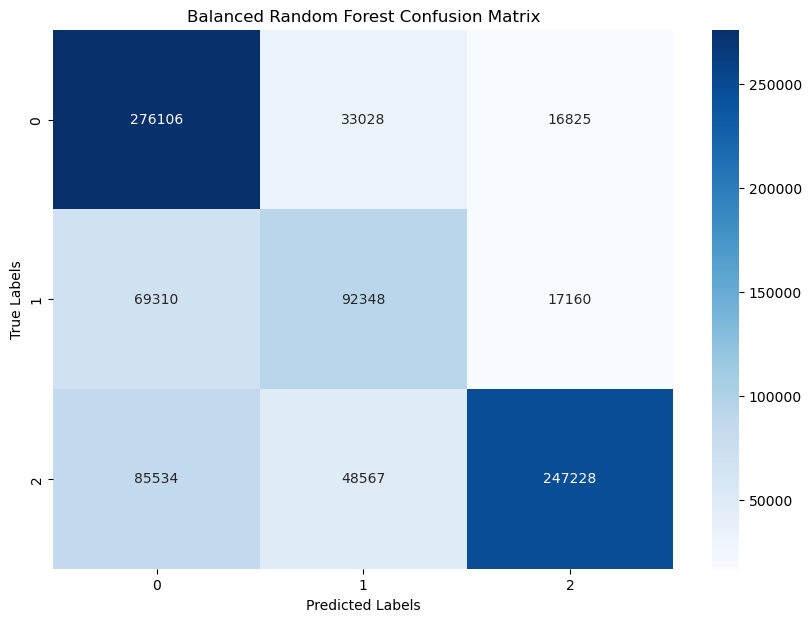 Balanced Random Forest Confusion Matrix
True Labels
0
276106 33028 16825
1
69310 92348 17160
2
85534 48567 247228
0 1 2
Predicted Labels
250000
200000
150000
100000
50000